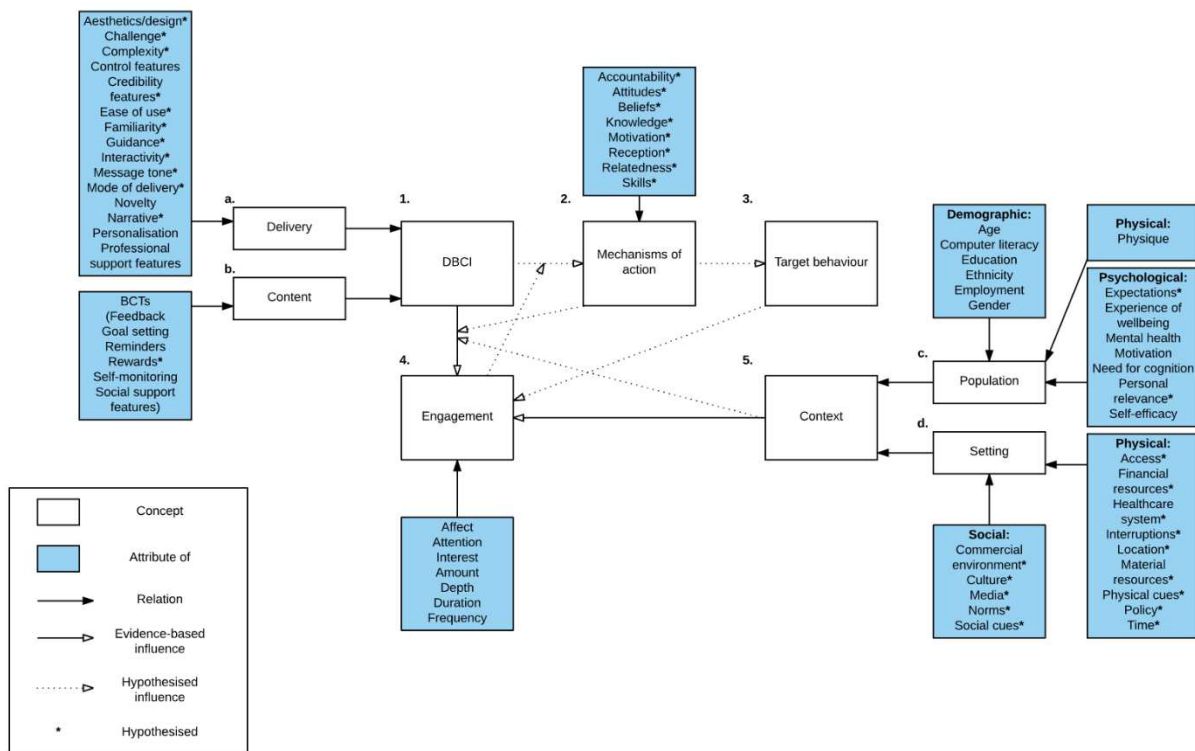 Aesthetics/design*
Challenge*
Complexity*
Control features
Credibility
features*
Ease of use*
Familiarity*
Guidance*
Interactivity*
Message tone*
Mode of delivery*
Novelty
Narrative*
Personalisation
Professional
support features
a.
Delivery
b.
Content
BCTs
(Feedback
Goal setting
Reminders
Rewards*
Self-monitoring
Social support
features)
1.
DBCI
Accountability*
Attitudes*
Beliefs*
Knowledge*
Motivation*
Reception*
Relatedness*
Skills*
2.
Mechanisms of
action
3.
Target behaviour
4.
Engagement
Affect
Attention
Interest
Amount
Depth
Duration
Frequency
5.
Context
Demographic:
Age
Computer literacy
Education
Ethnicity
Employment
Gender
Physical:
Physique
Psychological:
Expectations*
Experience of
wellbeing
Mental health
Motivation
Need for cognition
Personal
relevance*
Self-efficacy
c.
Population
d.
Setting
Social:
Commercial
environment*
Culture*
Media*
Norms*
Social cues*
Physical:
Access*
Financial
resources*
Healthcare
system*
Interruptions*
Location*
Material
resources*
Physical cues*
Policy*
Time*
Concept
Attribute of
Relation
Evidence-based
influence
Hypothesised
influence
* Hypothesised